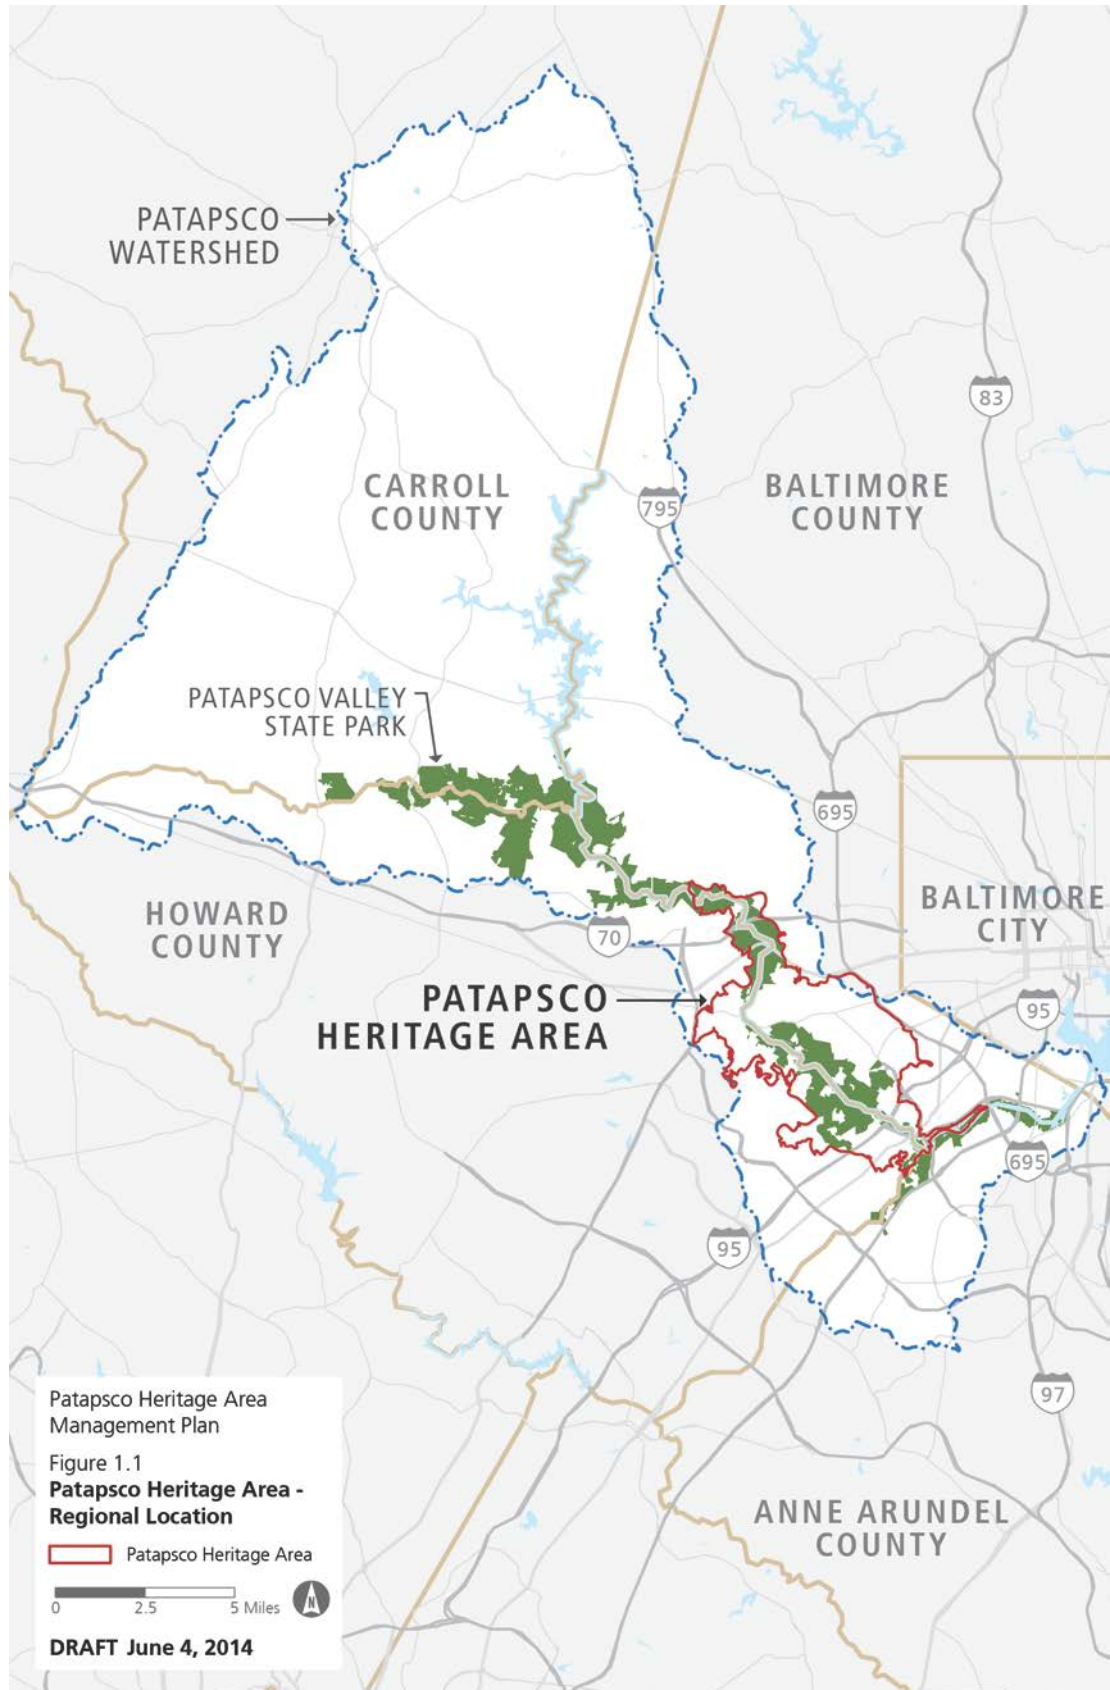 PATAPSCO
WATERSHED
83
CARROLL
COUNTY
795
BALTIMORE
COUNTY
PATAPSCO VALLEY
STATE PARK
695
HOWARD
COUNTY
70
BALTIMORE
CITY
PATAPSCO
HERITAGE AREA
95
695
95
97
Patapsco Heritage Area
Management Plan
Figure 1.1
Patapsco Heritage Area -
Regional Location
Patapsco Heritage Area
0 2.5 5 Miles N
DRAFT June 4, 2014
ANNE ARUNDEL
COUNTY